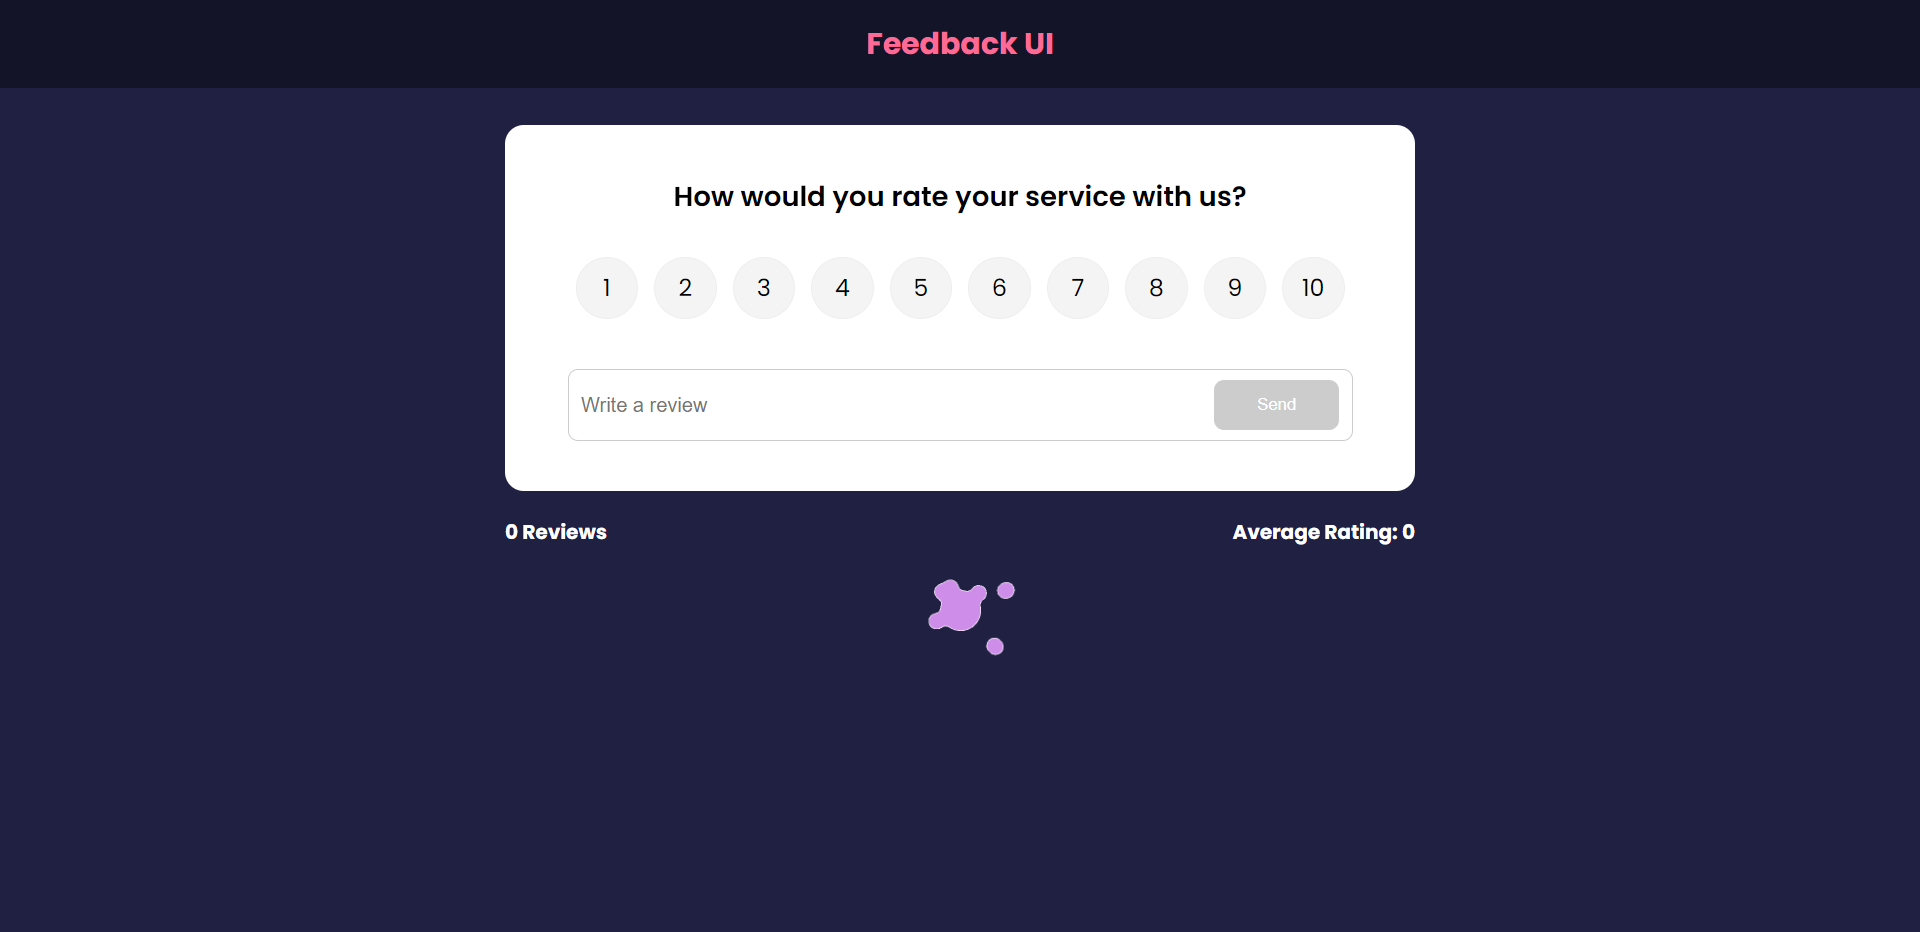 Feedback UI
How would you rate your service with us?
1 2 3 4 5 6 7 8 9 10
Write a review Send
0 Reviews Average Rating: 0